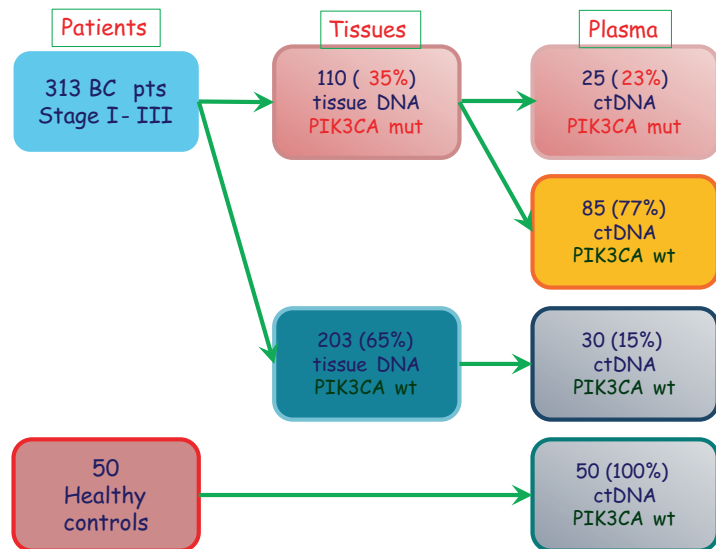 Patients
Tissues
Plasma
313 BC pts
Stage I- III
110 ( 35%)
tissue DNA
PIK3CA mut
25 (23%)
ctDNA
PIK3CA mut
85 (77%)
ctDNA
PIK3CA wt
203 (65%)
tissue DNA
PIK3CA wt
30 (15%)
ctDNA
PIK3CA wt
50
Healthy
controls
50 (100%)
ctDNA
PIK3CA wt